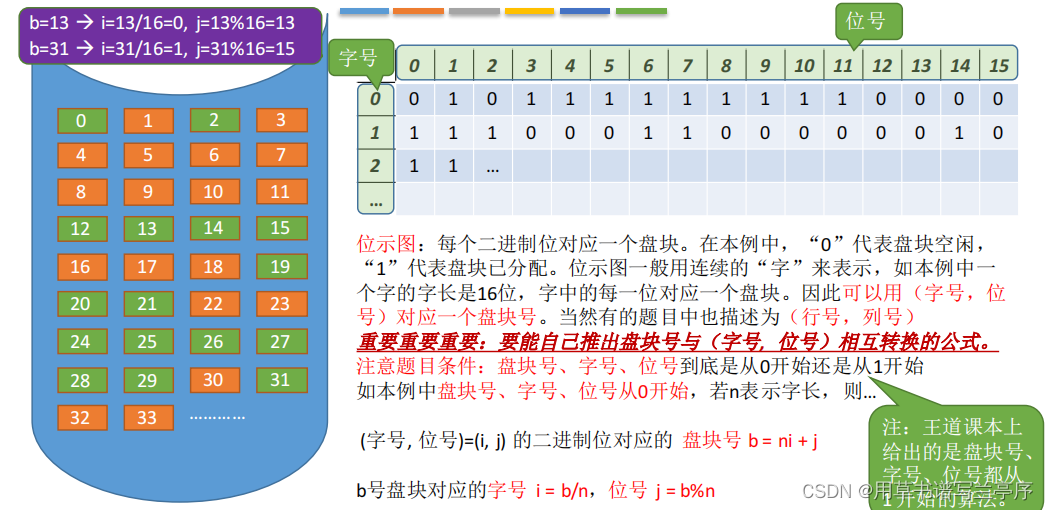 b=13 → i=13/16=0, j=13%16=13
b=31 → i=31/16=1, j=31%16=15
0 1 2 3
4 5 6 7
8 9 10 11
12 13 14 15
16 17 18 19
20 21 22 23
24 25 26 27
28 29 30 31
32 33 …………
字号
位号
0 1 2 3 4 5 6 7 8 9 10 11 12 13 14 15
0 0 1 0 1 1 1 1 1 1 1 1 1 0 0 0 0
1 1 1 1 0 0 0 1 1 0 0 0 0 0 0 1 0
2 1 1 …
…
位示图：每个二进制位对应一个盘块。在本例中，“0”代表盘块空闲，
“1”代表盘块已分配。位示图一般用连续的“字”来表示，如本例中一
个字的字长是16位，字中的每一位对应一个盘块。因此可以用（字号，位
号）对应一个盘块号。当然有的题目中也描述为（行号，列号）
重要重要重要：要能自己推出盘块号与（字号，位号）相互转换的公式。
注意题目条件：盘块号、字号、位号到底是从0开始还是从1开始
如本例中盘块号、字号、位号从0开始，若n表示字长，则…
(字号, 位号)=(i, j) 的二进制位对应的 盘块号 b = ni + j
b号盘块对应的字号 i = b/n，位号 j = b%n
注：王道课本上
给出的是盘块号、
字号、位号都从
1开始的算法。
CSDN @用草书谱写兰亭序